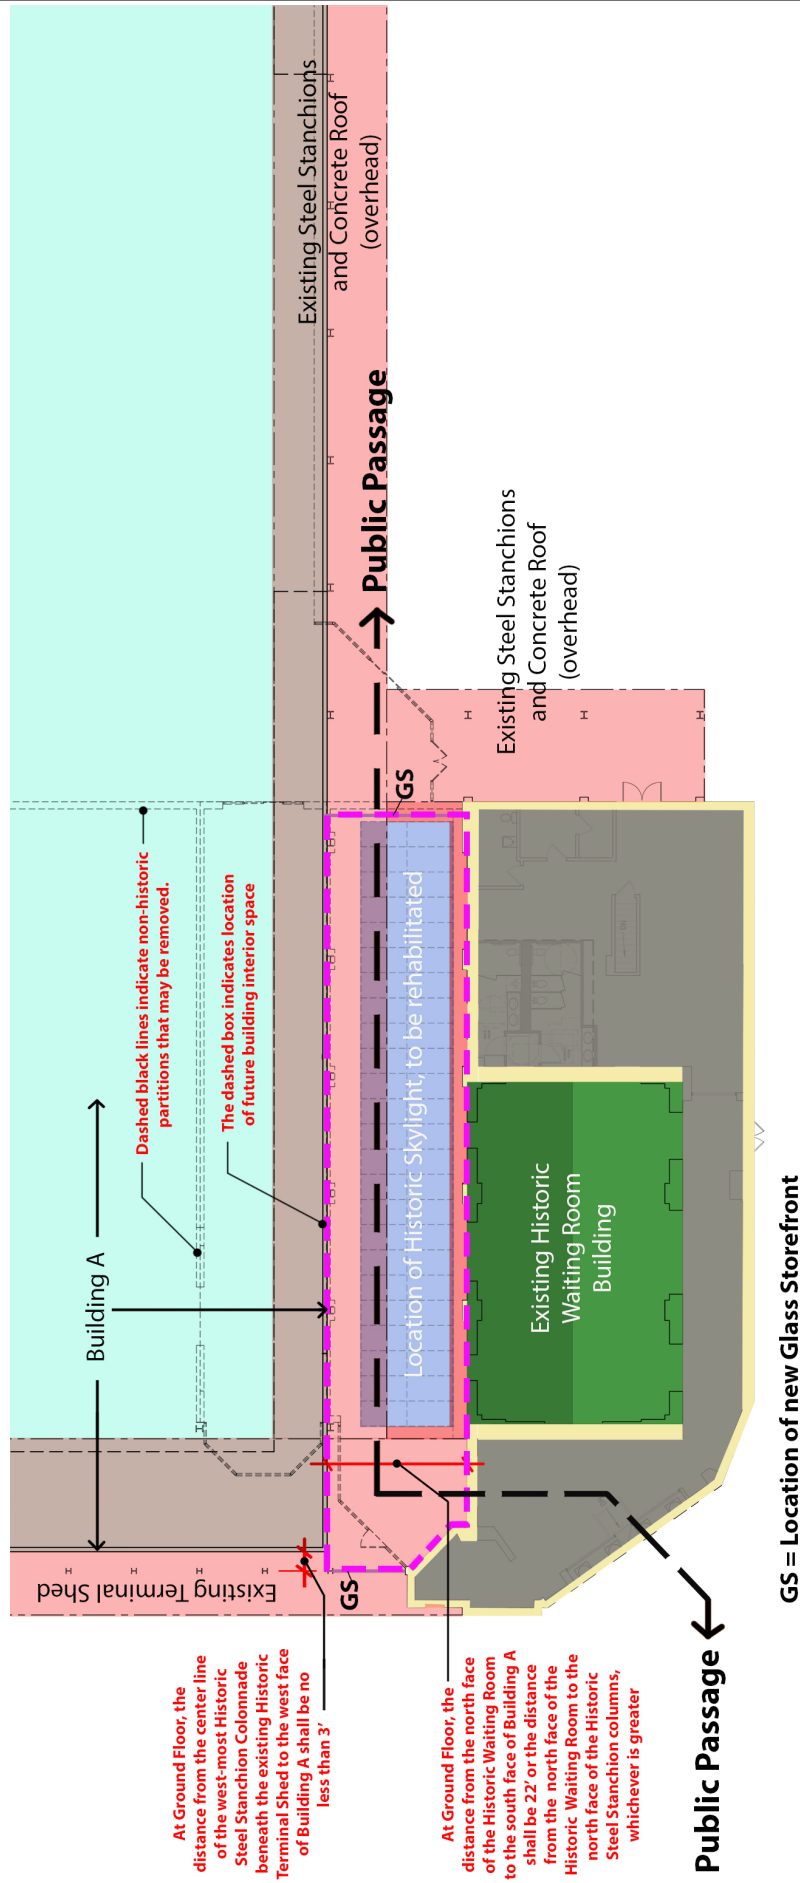 Existing Steel Stanchions
and Concrete Roof
(overhead)
Public Passage
Existing Steel Stanchions
and Concrete Roof
(overhead)
GS
Dashed black lines indicate non-historic
partitions that may be removed.
The dashed box indicates location
of future building interior space
Building A
Location of Historic Skylight, to be rehabilitated
Existing Historic
Waiting Room
Building
Existing Terminal Shed
GS
At Ground Floor, the
distance from the center line
of the west-most Historic
Steel Stanchion Colonnade
beneath the existing Historic
Terminal Shed to the west face
of Building A shall be no
less than 3’
At Ground Floor, the
distance from the north face
of the Historic Waiting Room
to the south face of Building A
shall be 22’ or the distance
from the north face of the
Historic Waiting Room to the
north face of the Historic
Steel Stanchion columns,
whichever is greater
Public Passage
GS = Location of new Glass Storefront